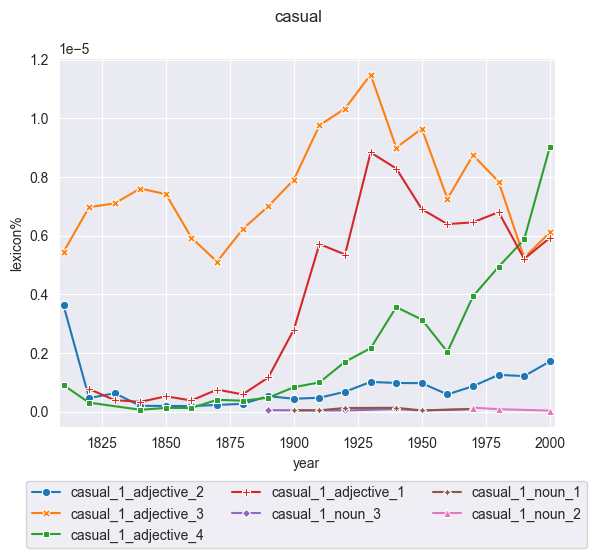 casual
1e−5
1.2
1.0
0.8
0.6
0.4
0.2
0.0
lexicon%
1825 1850 1875 1900 1925 1950 1975 2000
year
casual_1_adjective_2 casual_1_adjective_1 casual_1_noun_1
casual_1_adjective_3 casual_1_noun_3 casual_1_noun_2
casual_1_adjective_4